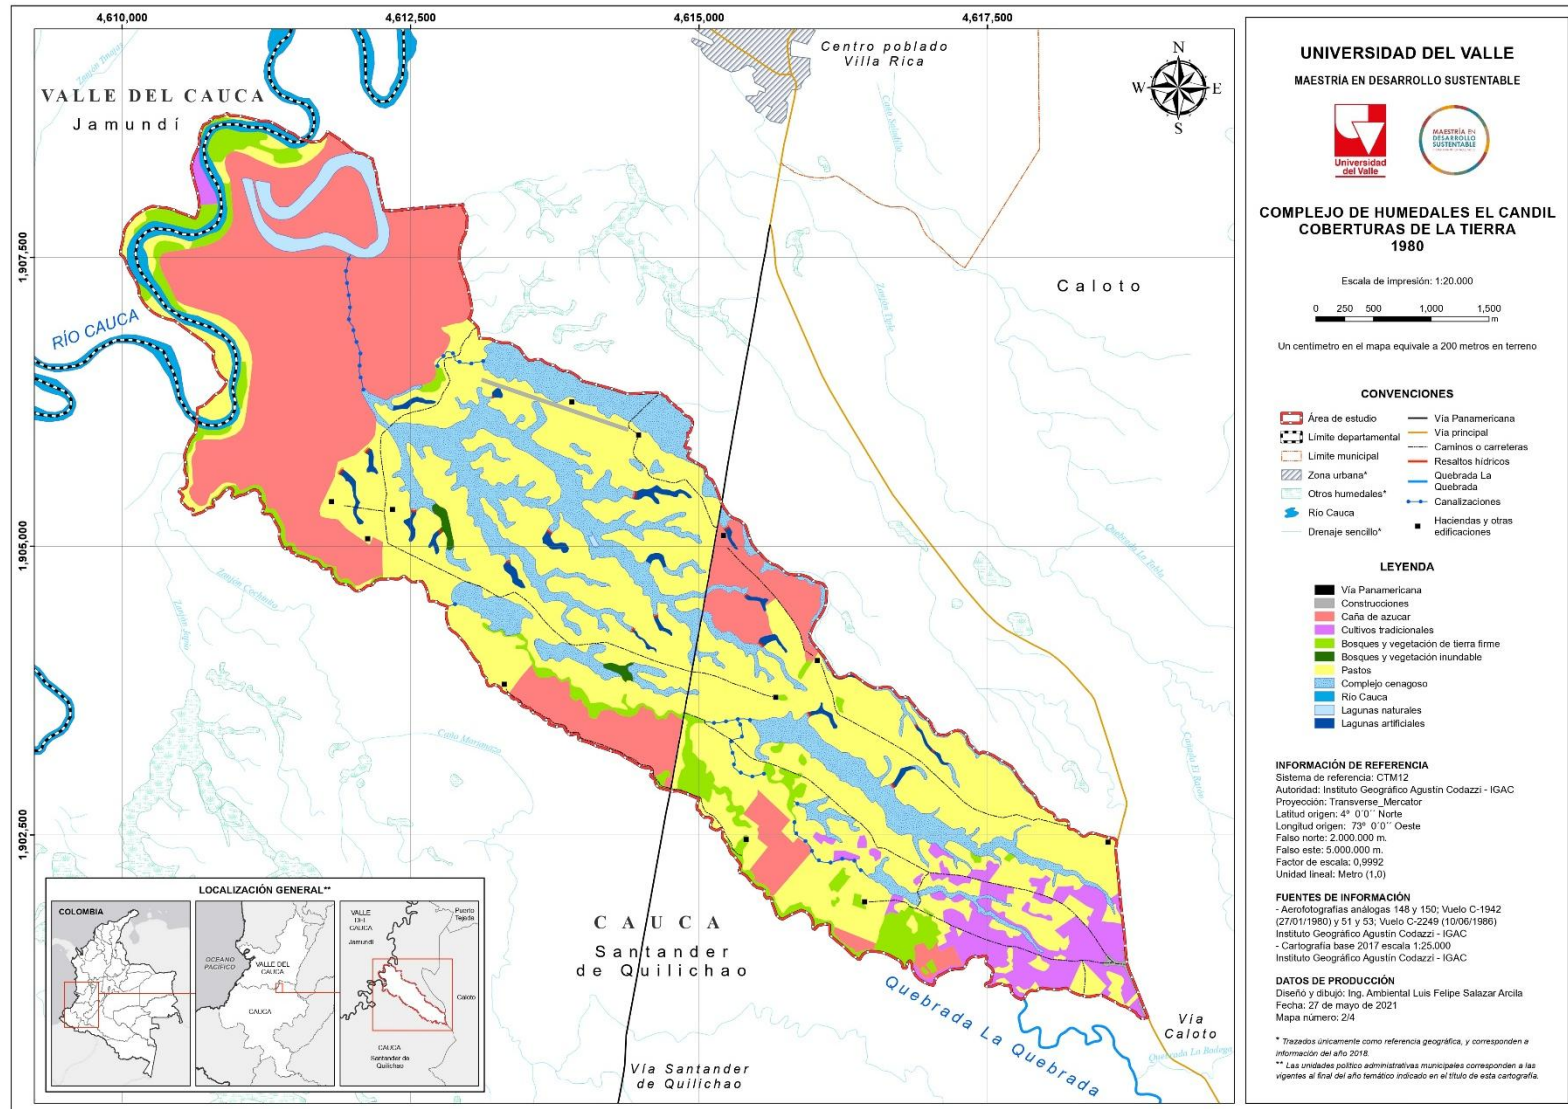 4,610,000
4,612,500
4,615,000
4,617,500
1,907,500
1,905,000
1,902,500
VALLE DEL CAUCA
Jamundí
Centro poblado
Villa Rica
N
W E
S
Caloto
RÍO CAUCA
CAUCA
Santander
de Quilichao
Quebrada La Quebrada
Vía
Caloto
Vía Santander
de Quilichao
Quebrada La Bodega
LOCALIZACIÓN GENERAL**
COLOMBIA
OCEANO
PACIFICO
VALLE DEL
CAUCA
CAUCA
VALLE
DEL
CAUCA
Jamundí
Puerto
Tejada
Caloto
CAUCA
Santander de
Quilichao
UNIVERSIDAD DEL VALLE
MAESTRÍA EN DESARROLLO SUSTENTABLE
Universidad
del Valle
MAESTRÍA EN
DESARROLLO
SUSTENTABLE
COMPLEJO DE HUMEDALES EL CANDIL
COBERTURAS DE LA TIERRA
1980
Escala de impresión: 1:20.000
0 250 500 1,000 1,500
m
Un centímetro en el mapa equivale a 200 metros en terreno
CONVENCIONES
Área de estudio
Límite departamental
Límite municipal
Zona urbana*
Otros humedales*
Río Cauca
Drenaje sencillo*
Vía Panamericana
Vía principal
Caminos o carreteras
Resaltos hídricos
Quebrada La
Quebrada
Canalizaciones
Haciendas y otras
edificaciones
LEYENDA
Vía Panamericana
Construcciones
Caña de azucar
Cultivos tradicionales
Bosques y vegetación de tierra firme
Bosques y vegetación inundable
Pastos
Complejo cenagoso
Río Cauca
Lagunas naturales
Lagunas artificiales
INFORMACIÓN DE REFERENCIA
Sistema de referencia: CTM12
Autoridad: Instituto Geográfico Agustín Codazzi - IGAC
Proyección: Transverse_Mercator
Latitud origen: 4° 0´0´´ Norte
Longitud origen: 73° 0´0´´ Oeste
Falso norte: 2.000.000 m.
Falso este: 5.000.000 m.
Factor de escala: 0,9992
Unidad lineal: Metro (1,0)
FUENTES DE INFORMACIÓN
- Aerofotografías análogas 148 y 150; Vuelo C-1942
(27/01/1980) y 51 y 53; Vuelo C-2249 (10/06/1986)
Instituto Geográfico Agustín Codazzi - IGAC
- Cartografía base 2017 escala 1:25.000
Instituto Geográfico Agustín Codazzi - IGAC
DATOS DE PRODUCCIÓN
Diseñó y dibujó: Ing. Ambiental Luis Felipe Salazar Arcila
Fecha: 27 de mayo de 2021
Mapa número: 2/4
* Trazados únicamente como referencia geográfica, y corresponden a
información del año 2018.
** Las unidades político administrativas municipales corresponden a las
vigentes al final del año temático indicado en el título de esta cartografía.